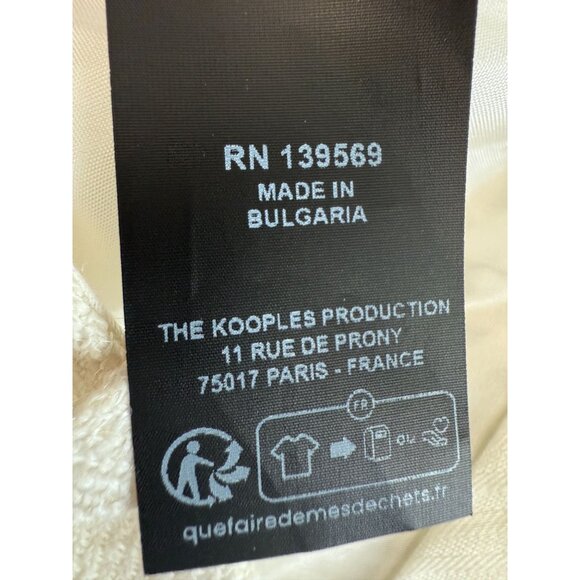 RN 139569
MADE IN
BULGARIA
THE KOOPLES PRODUCTION
11 RUE DE PRONY
75017 PARIS - FRANCE
FR
ou
quefairedemesdechets.fr